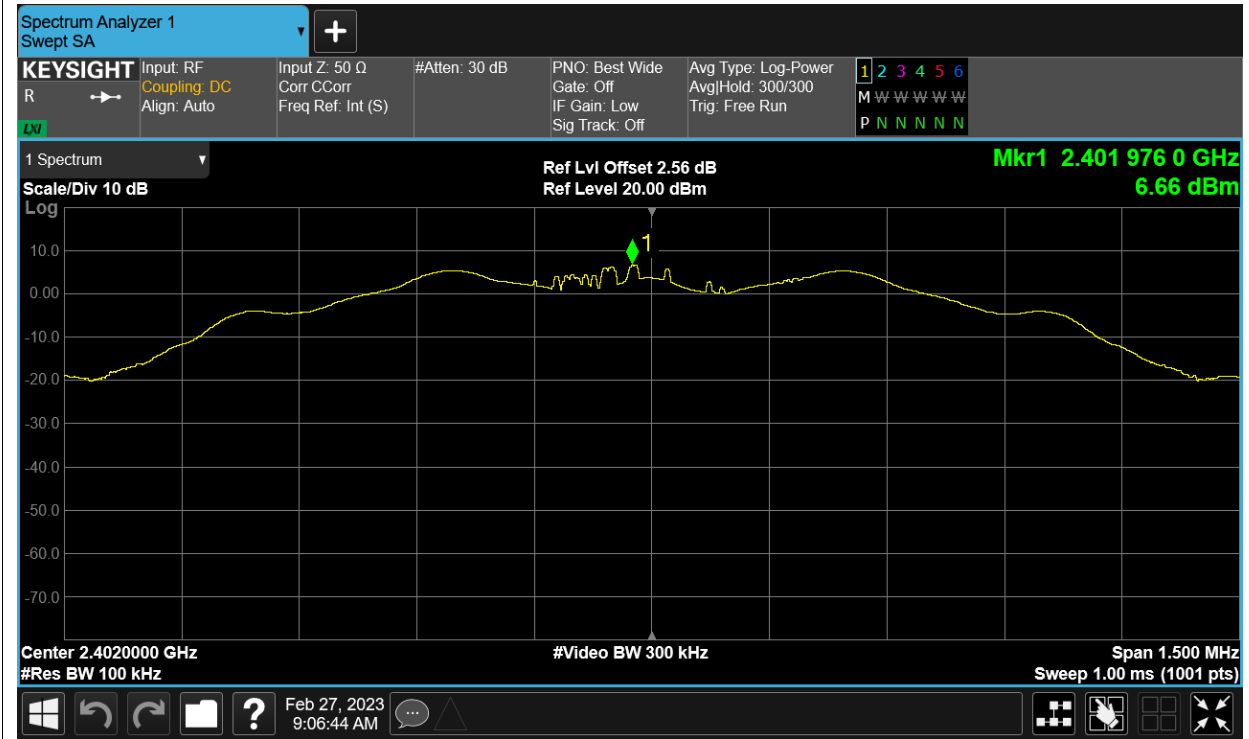 Spectrum Analyzer 1
Swept SA
+
KEYSIGHT Input: RF Input Z: 50 Ω #Atten: 30 dB PNO: Best Wide Avg Type: Log-Power 1 2 3 4 5 6
R Coupling: DC Corr CCorr Gate: Off Avg|Hold: 300/300 M W W W W W
Align: Auto Freq Ref: Int (S) IF Gain: Low Trig: Free Run
LXI Sig Track: Off P N N N N N
1 Spectrum Ref Lvl Offset 2.56 dB Mkr1 2.401 976 0 GHz
Scale/Div 10 dB Ref Level 20.00 dBm 6.66 dBm
Log
1
10.0
0.00
-10.0
-20.0
-30.0
-40.0
-50.0
-60.0
-70.0
Center 2.4020000 GHz #Video BW 300 kHz Span 1.500 MHz
#Res BW 100 kHz Sweep 1.00 ms (1001 pts)
? Feb 27, 2023
9:06:44 AM